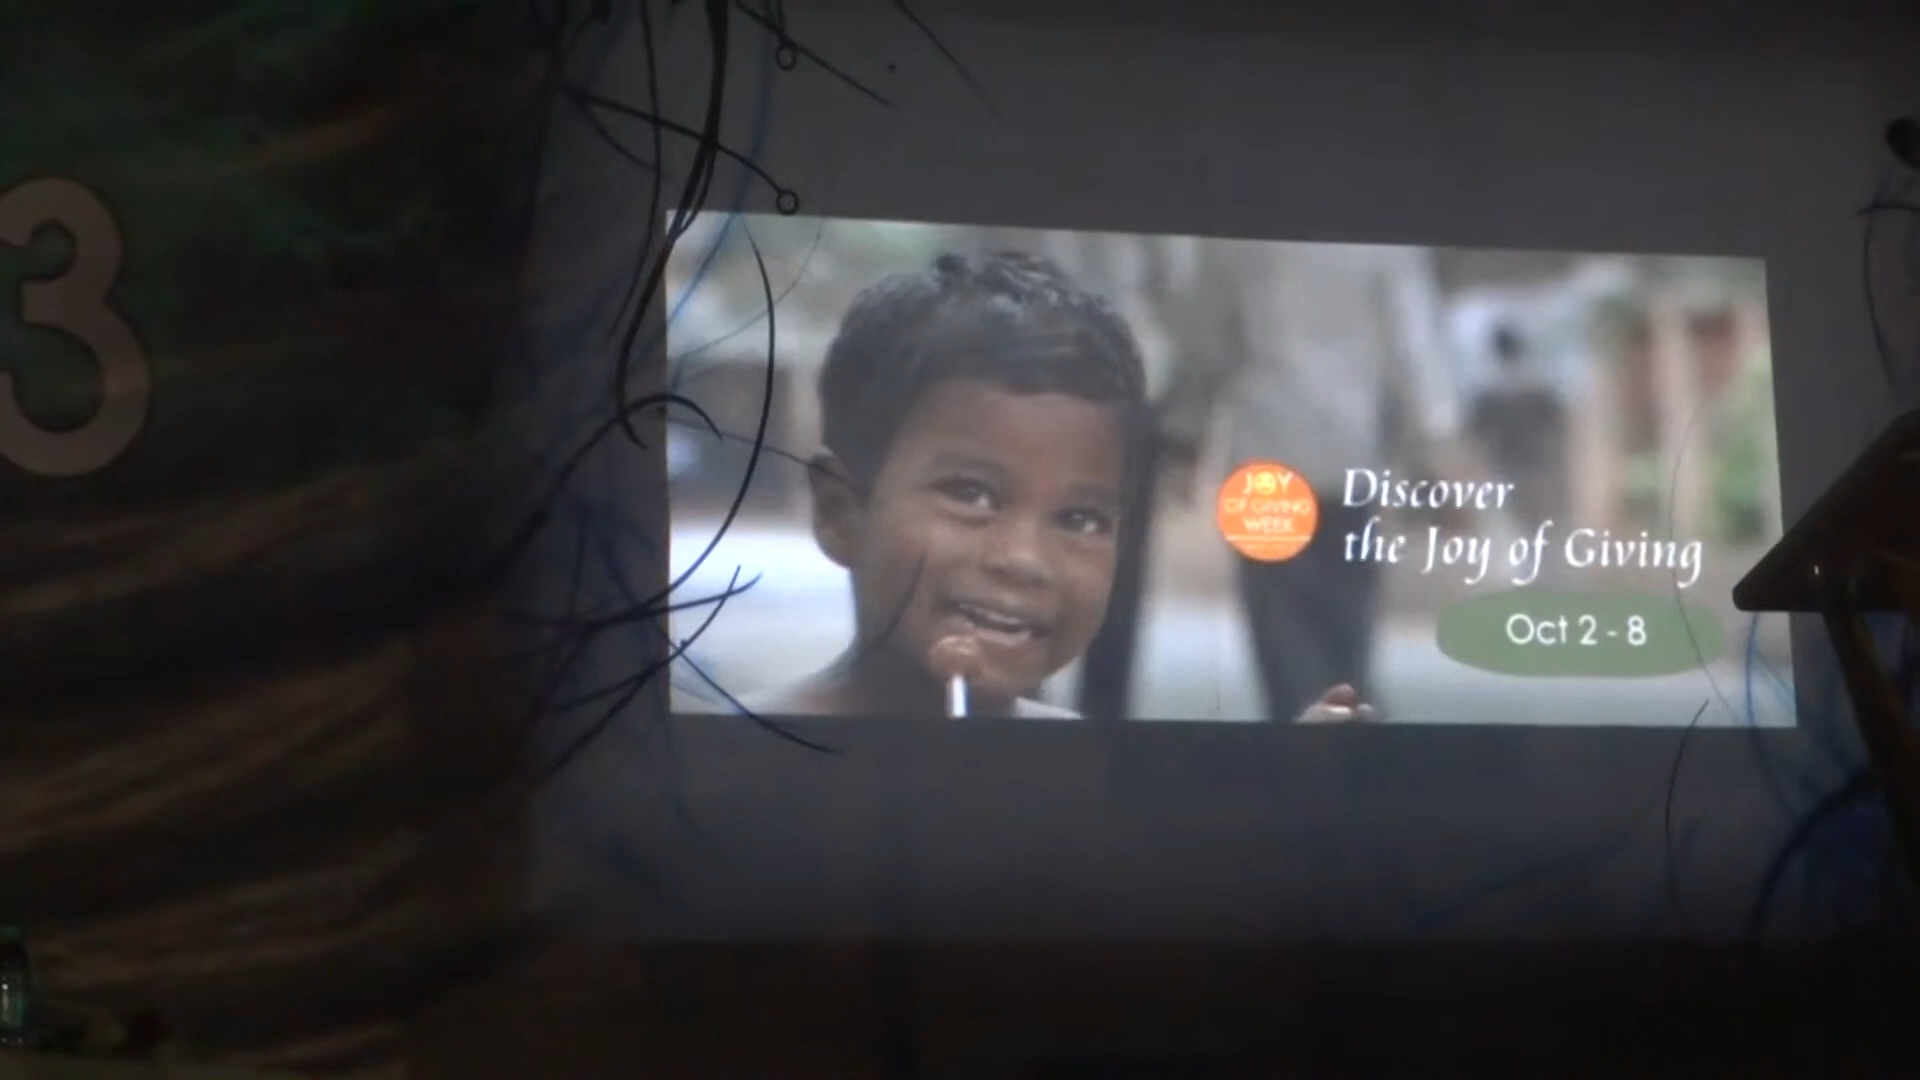 3
JOY
OF GIVING
WEEK
Discover
the Joy of Giving
Oct 2 - 8